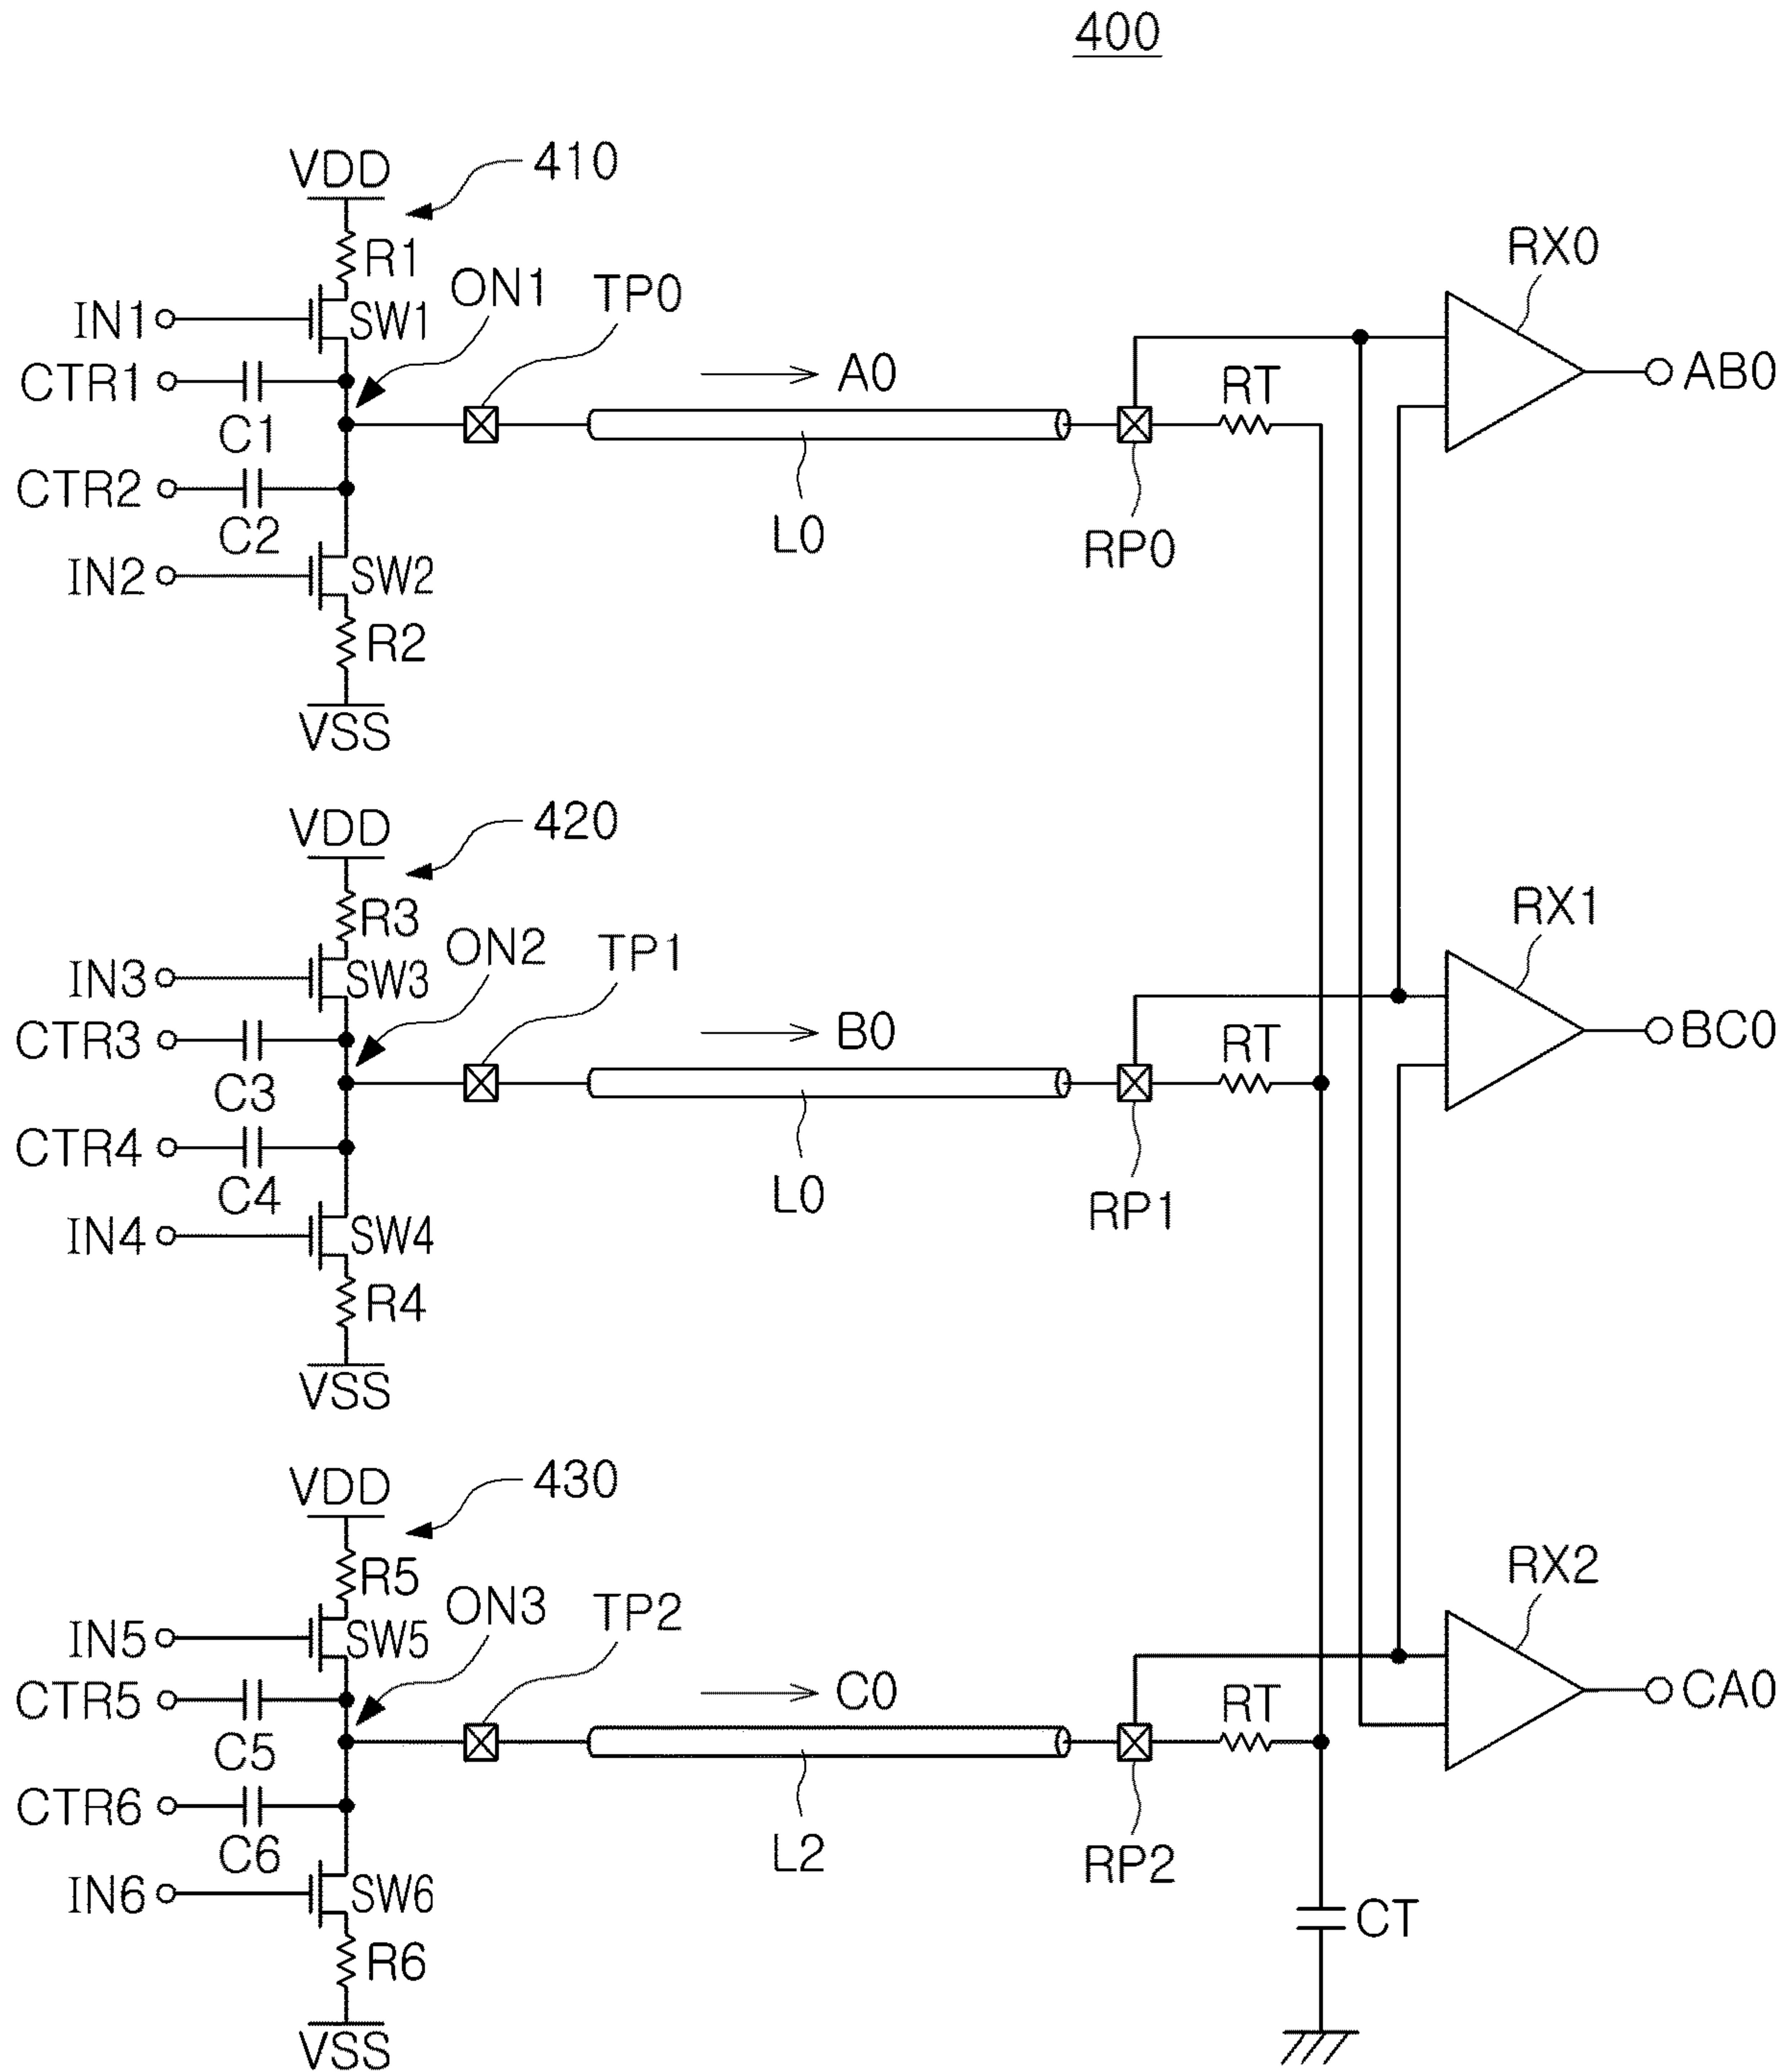 400
VDD
410
R1
ON1
TP0
RX0
IN1
SW1
CTR1
A0
RT
AB0
C1
CTR2
C2
L0
RP0
IN2
SW2
R2
VSS
VDD
420
R3
ON2
TP1
RX1
IN3
SW3
CTR3
B0
RT
BC0
C3
CTR4
C4
L0
RP1
IN4
SW4
R4
VSS
VDD
430
R5
ON3
TP2
RX2
IN5
SW5
CTR5
C0
RT
CA0
C5
CTR6
C6
L2
RP2
IN6
SW6
CT
R6
VSS